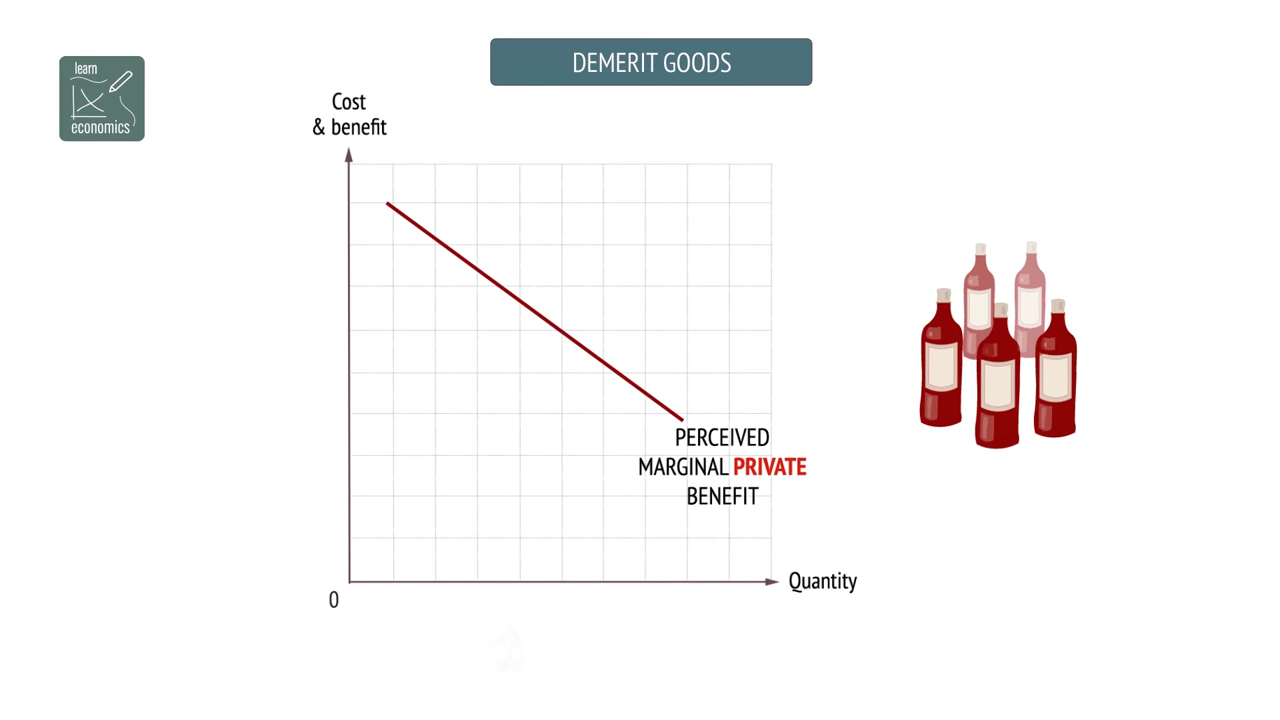 learn
economics
DEMERIT GOODS
Cost
& benefit
PERCEIVED
MARGINAL PRIVATE
BENEFIT
Quantity
0